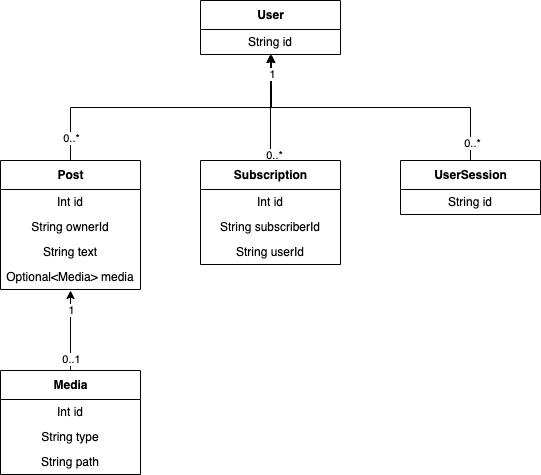 User
String id
1
0..*
0..*
0..*
Post
Int id
String ownerId
String text
Optional<Media> media
Subscription
Int id
String subscriberId
String userId
UserSession
String id
1
0..1
Media
Int id
String type
String path